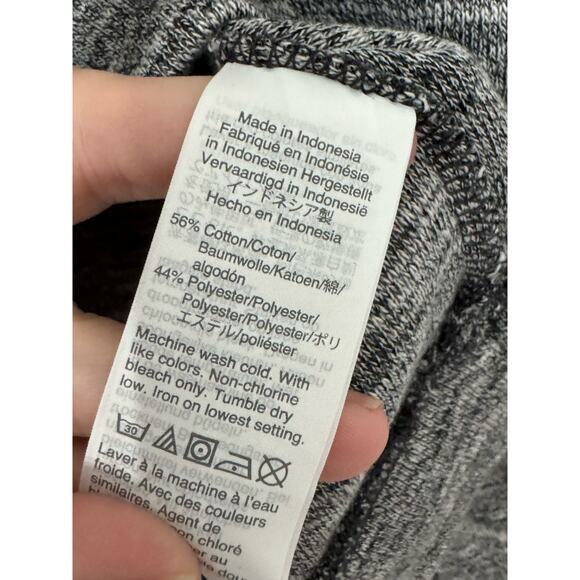 Made in Indonesia
Fabriqué en Indonésie
in Indonesien Hergestellt
Vervaardigd in Indonesië
インドネシア製
Hecho en Indonesia
56% Cotton/Coton/
Baumwolle/Katoen/綿/
algodón
44% Polyester/Polyester/
Polyester/Polyester/ポリ
エステル/poliéster
Machine wash cold. With
like colors. Non-chlorine
bleach only. Tumble dry
low. Iron on lowest setting.
30
Laver à la machine à l'eau
froide. Avec des couleurs
similaires. Agent de
non chloré
au